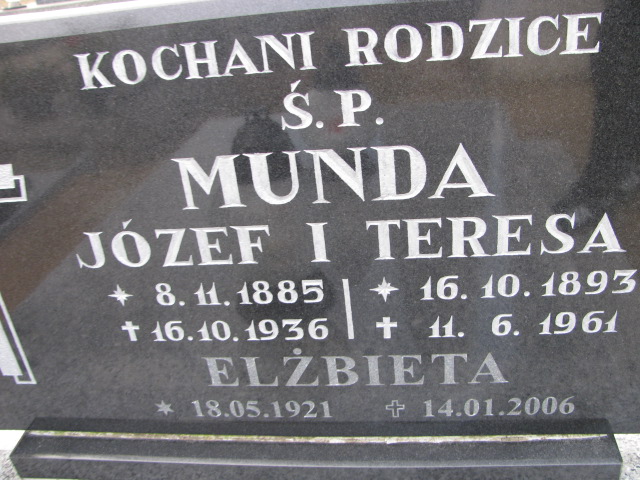 KOCHANI RODZICE
Ś.P.
MUNDA
JÓZEF I TERESA
* 8.11.1885 | * 16.10.1893
✝ 16.10.1936 | ✝ 11.6.1961
ELŻBIETA
* 18.05.1921 ✝ 14.01.2006